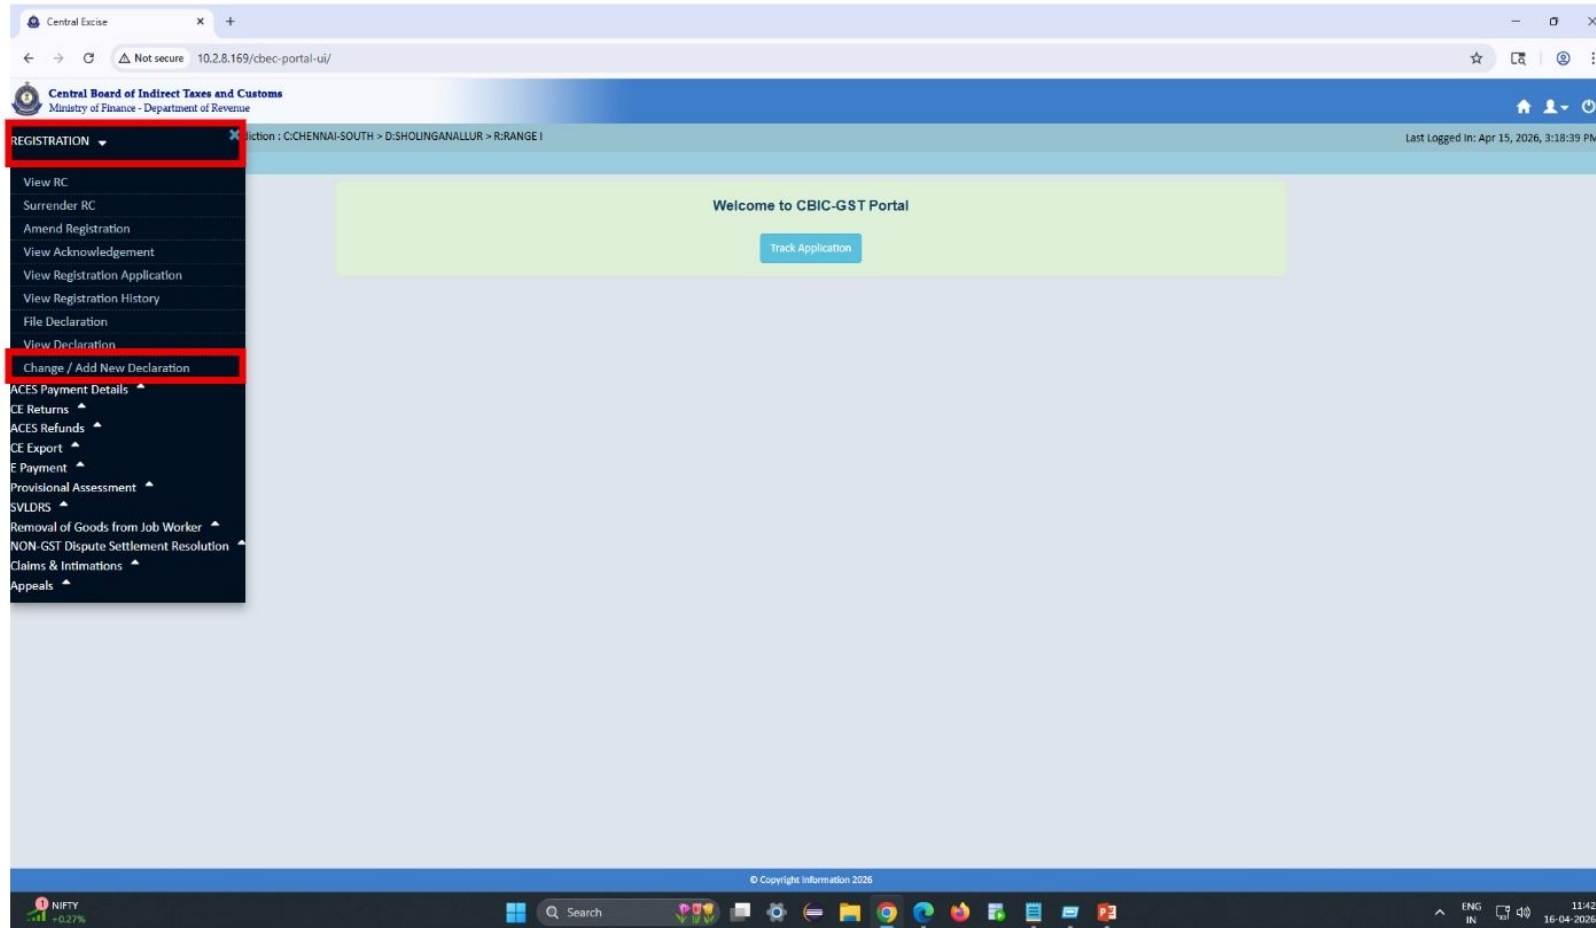 Central Excise
Not secure 10.2.8.169/cbec-portal-ui/
Central Board of Indirect Taxes and Customs
Ministry of Finance - Department of Revenue
REGISTRATION
diction : C:CHENNAI-SOUTH > D:SHOLINGANALLUR > R:RANGE I
Last Logged In: Apr 15, 2026, 3:18:39 PM
View RC
Surrender RC
Amend Registration
View Acknowledgement
View Registration Application
View Registration History
File Declaration
View Declaration
Change / Add New Declaration
ACES Payment Details
CE Returns
ACES Refunds
CE Export
E Payment
Provisional Assessment
SVLDRS
Removal of Goods from Job Worker
NON-GST Dispute Settlement Resolution
Claims & Intimations
Appeals
Welcome to CBIC-GST Portal
Track Application
© Copyright Information 2026
1
NIFTY
+0.27%
Search
ENG
IN
11:42
16-04-2026